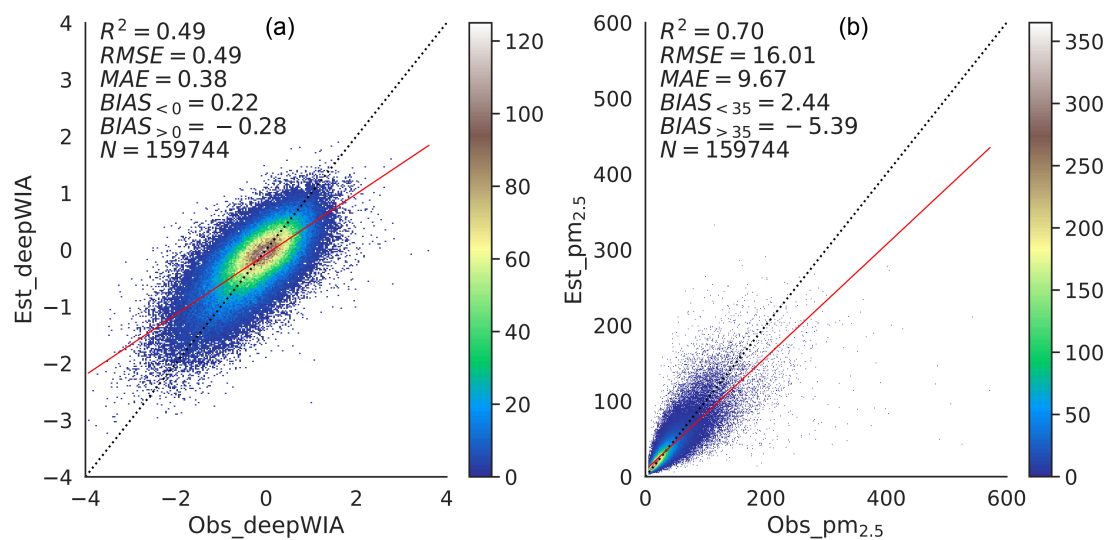 (a)
R² = 0.49
RMSE = 0.49
MAE = 0.38
BIAS<0 = 0.22
BIAS>0 = −0.28
N = 159744
4
3
2
1
0
−1
−2
−3
−4
Est_deepWIA
−4
−2
0
2
4
Obs_deepWIA
120
100
80
60
40
20
0
(b)
R² = 0.70
RMSE = 16.01
MAE = 9.67
BIAS<35 = 2.44
BIAS>35 = −5.39
N = 159744
600
500
400
300
200
100
0
Est_pm2.5
0
200
400
600
Obs_pm2.5
350
300
250
200
150
100
50
0